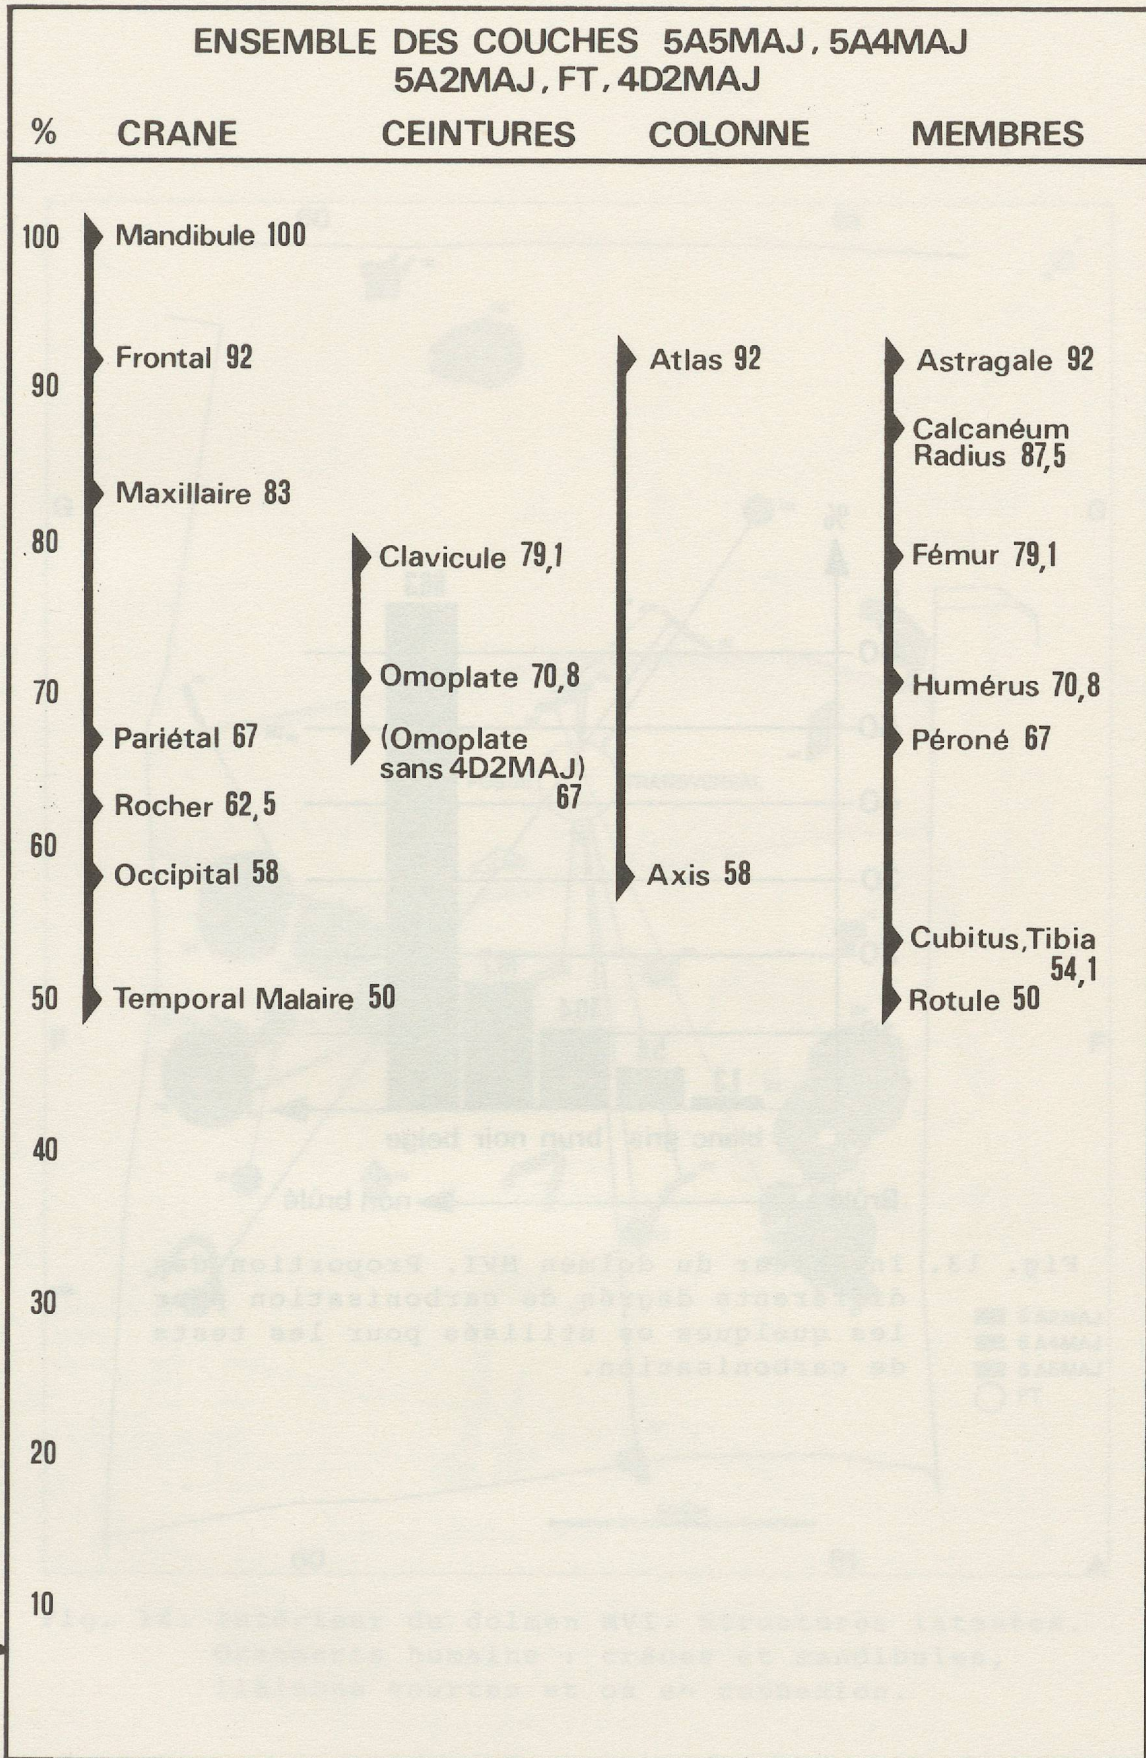 ENSEMBLE DES COUCHES 5A5MAJ, 5A4MAJ
5A2MAJ, FT, 4D2MAJ
% CRANE CEINTURES COLONNE MEMBRES
100 Mandibule 100
Frontal 92 Atlas 92 Astragale 92
90
Calcanéum
Radius 87,5
Maxillaire 83
80
Clavicule 79,1 Fémur 79,1
70 Omoplate 70,8 Humérus 70,8
Pariétal 67 (Omoplate Péroné 67
sans 4D2MAJ)
67
Rocher 62,5
60
Occipital 58 Axis 58
Cubitus,Tibia
54,1
50 Temporal Malaire 50 Rotule 50
40
30
20
10